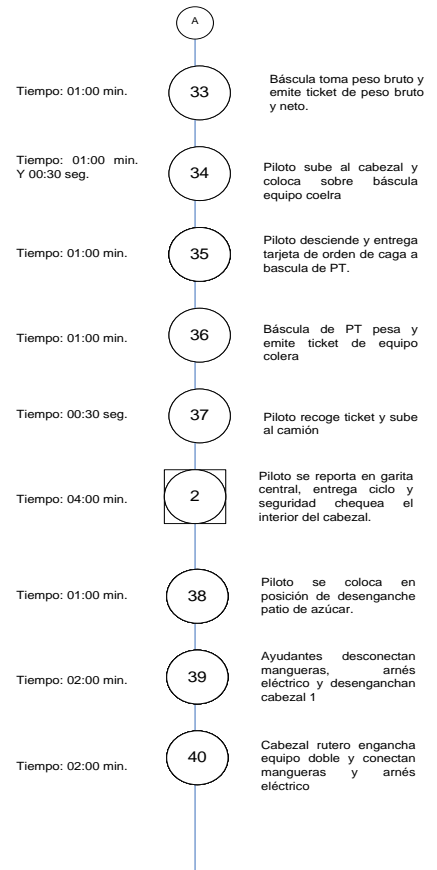 A
Tiempo: 01:00 min.
33
Báscula toma peso bruto y
emite ticket de peso bruto
y neto.
Tiempo: 01:00 min.
Y 00:30 seg.
34
Piloto sube al cabezal y
coloca sobre báscula
equipo coelra
Tiempo: 01:00 min.
35
Piloto desciende y entrega
tarjeta de orden de caga a
bascula de PT.
Tiempo: 01:00 min.
36
Báscula de PT pesa y
emite ticket de equipo
colera
Tiempo: 00:30 seg.
37
Piloto recoge ticket y sube
al camión
Tiempo: 04:00 min.
2
Piloto se reporta en garita
central, entrega ciclo y
seguridad chequea el
interior del cabezal.
Tiempo: 01:00 min.
38
Piloto se coloca en
posición de desenganche
patio de azúcar.
Tiempo: 02:00 min.
39
Ayudantes desconectan
mangueras, arnés
eléctrico y desenganchan
cabezal 1
Tiempo: 02:00 min.
40
Cabezal rutero engancha
equipo doble y conectan
mangueras y arnés
eléctrico